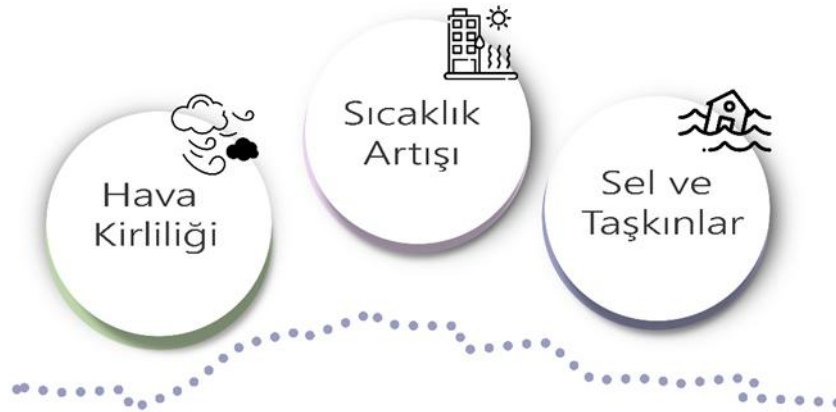 Hava
Kirliliği
Sıcaklık
Artışı
Sel ve
Taşkınlar